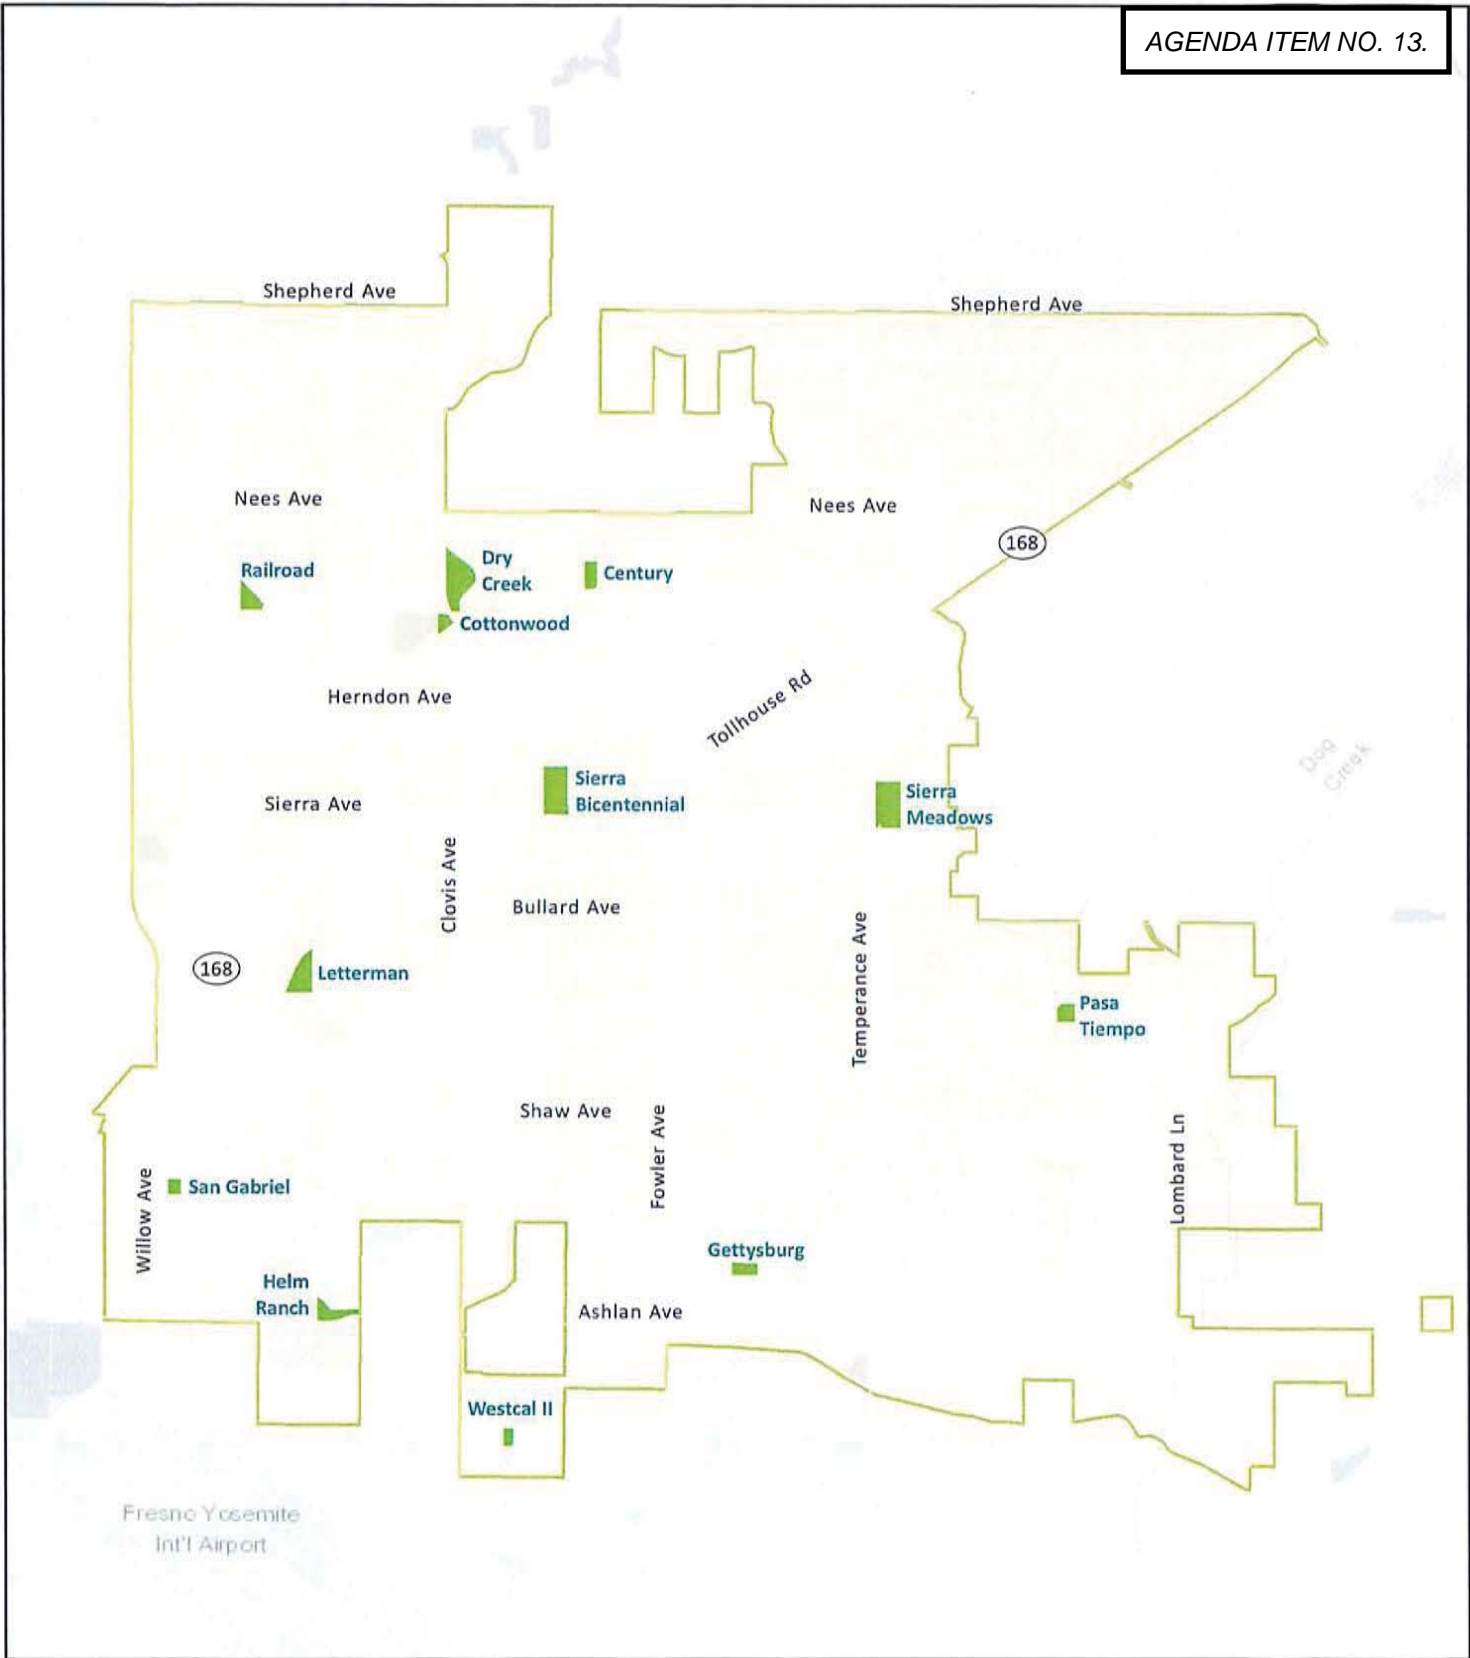 AGENDA ITEM NO. 13.
Shepherd Ave
Shepherd Ave
Nees Ave
Nees Ave
168
Railroad
Dry
Creek
Century
Cottonwood
Herndon Ave
Tollhouse Rd
Dog
Creek
Sierra
Bicentennial
Sierra
Meadows
Sierra Ave
Clovis Ave
Bullard Ave
Temperance Ave
168
Letterman
Pasa
Tiempo
Shaw Ave
Fowler Ave
Lombard Ln
Willow Ave
San Gabriel
Gettysburg
Helm
Ranch
Ashlan Ave
Westcal II
Fresno Yosemite
Int'l Airport